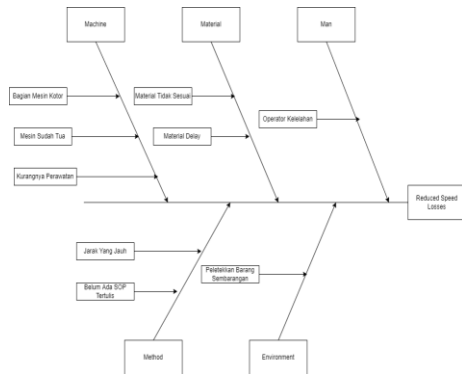 Machine
Material
Man
Bagian Mesin Kotor
Material Tidak Sesuai
Operator Kelelahan
Mesin Sudah Tua
Material Delay
Kurangnya Perawatan
Reduced Speed
Losses
Jarak Yang Jauh
Peletekkan Barang
Sembarangan
Belum Ada SOP
Tertulis
Method
Environment